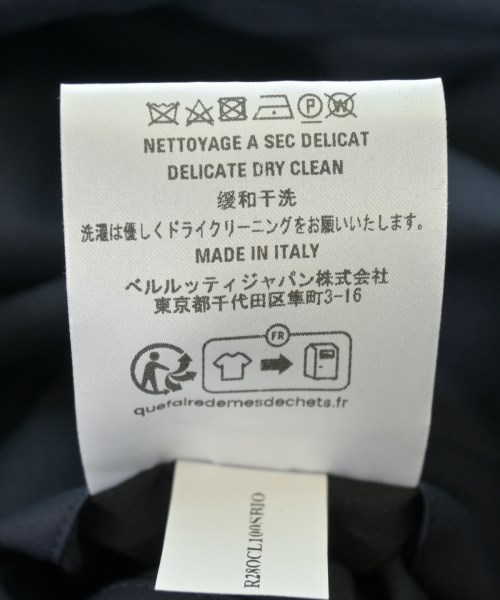 NETTOYAGE A SEC DELICAT
DELICATE DRY CLEAN
缓和干洗
洗濯は優しくドライクリーニングをお願いいたします。
MADE IN ITALY
ベルルッティジャパン株式会社
東京都千代田区隼町3-16
FR
quefairedemesdechets.fr
R28OCL100SB1O